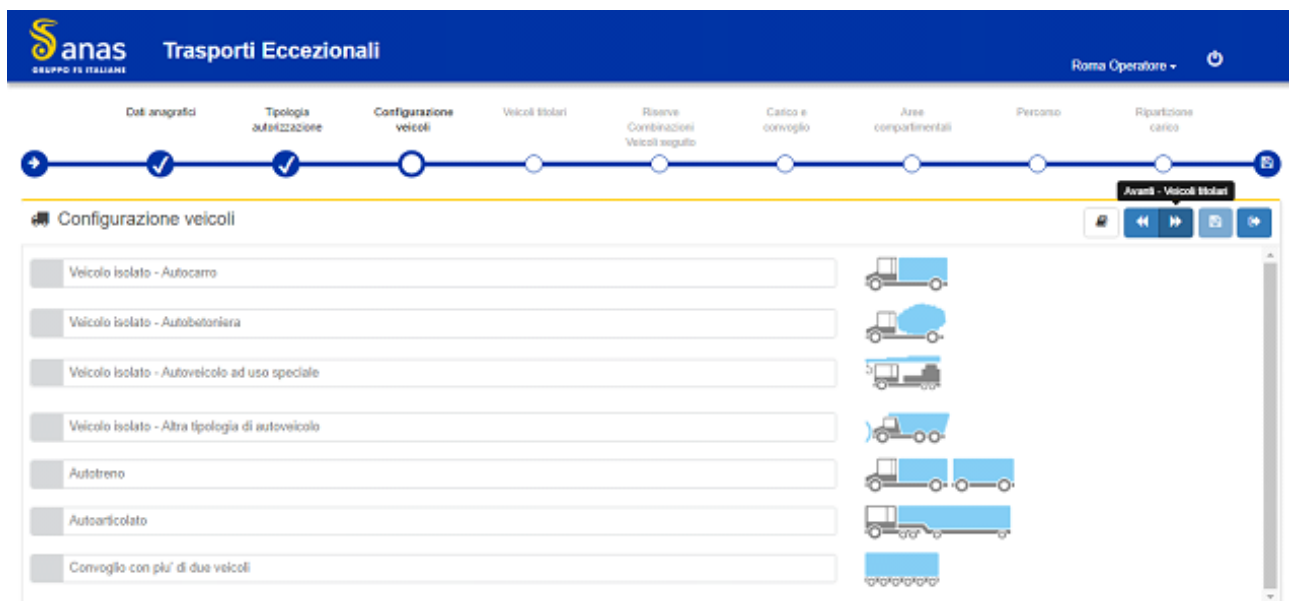 anas
GRUPPO FS ITALIANE
Trasporti Eccezionali
Roma Operatore
Dati anagrafici
Tipologia
autorizzazione
Configurazione
veicoli
Veicoli titolari
Riserve
Combinazioni
Veicoli seguito
Carico e
convoglio
Aree
compartimentali
Percorso
Ripartizione
carico
Avanti - Veicoli titolari
Configurazione veicoli
Veicolo isolato - Autocarro
Veicolo isolato - Autobetoniera
Veicolo isolato - Autoveicolo ad uso speciale
Veicolo isolato - Altra tipologia di autoveicolo
Autotreno
Autoarticolato
Convoglio con piu' di due veicoli